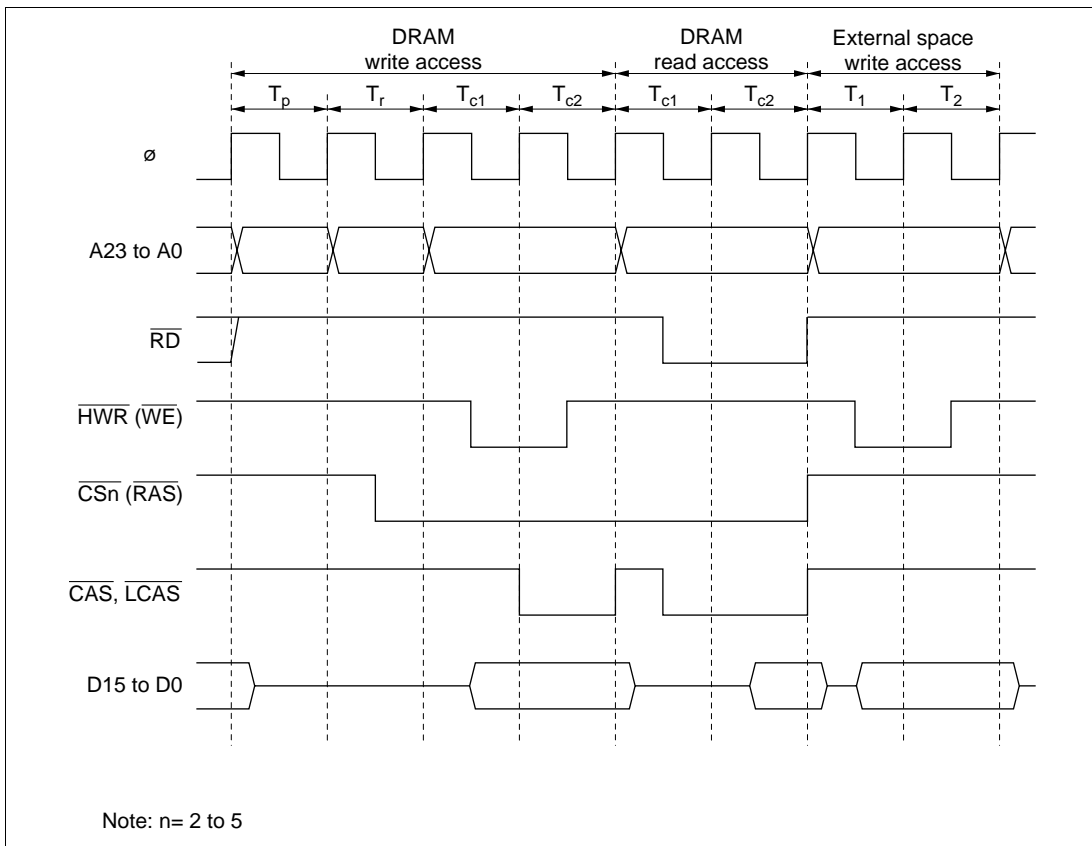 DRAM
write access
DRAM
read access
External space
write access
Tp Tr Tc1 Tc2 Tc1 Tc2 T1 T2
ø
A23 to A0
RD
HWR (WE)
CSn (RAS)
CAS, LCAS
D15 to D0
Note: n= 2 to 5